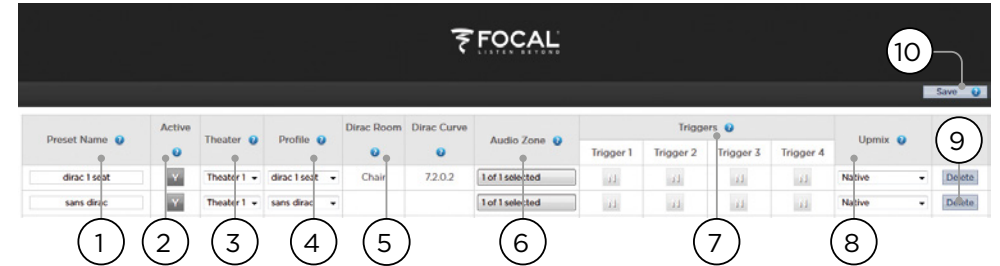 FOCAL
LISTEN BEYOND
10
Save ?
Preset Name ? Active ? Theater ? Profile ? Dirac Room ? Dirac Curve ? Audio Zone ? Triggers ? Upmix ? 9
Trigger 1 Trigger 2 Trigger 3 Trigger 4
dirac 1 seat Y Theater 1 dirac 1 seat Chair 7.2.0.2 1 of 1 selected Native Delete
sans dirac Y Theater 1 sans dirac 1 of 1 selected Native Delete
1 2 3 4 5 6 7 8